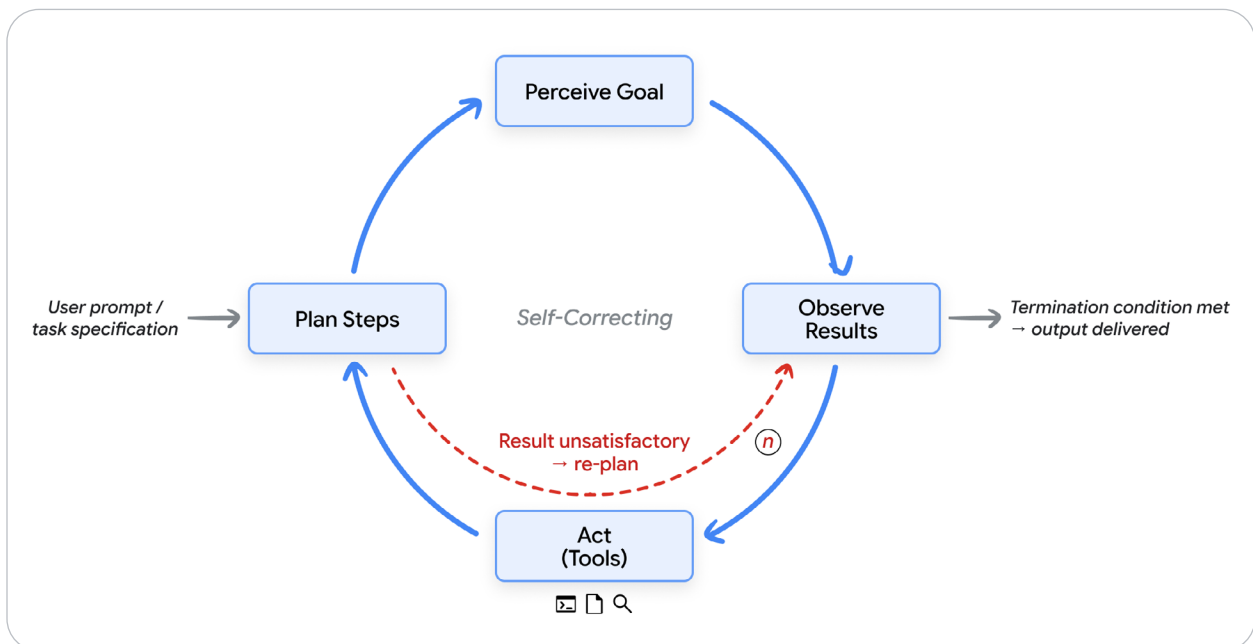 Perceive Goal
User prompt /
task specification
Plan Steps
Self-Correcting
Observe
Results
Termination condition met
→ output delivered
Result unsatisfactory
→ re-plan
n
Act
(Tools)